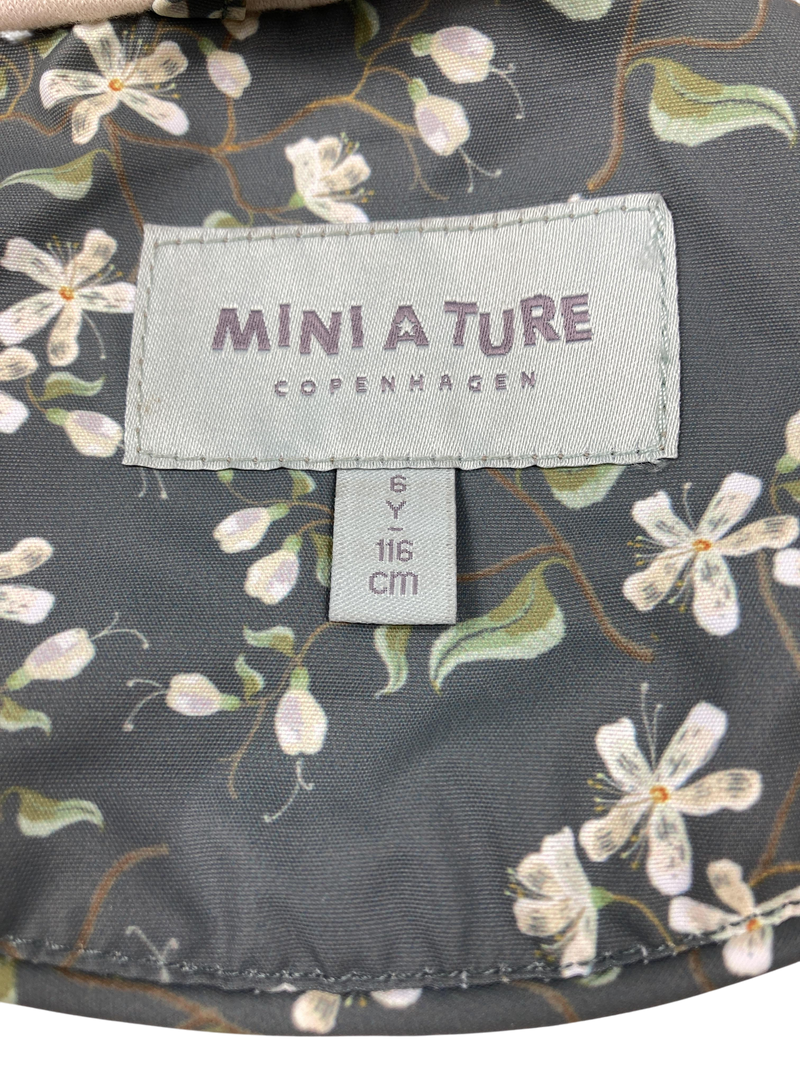 MINI A TURE
COPENHAGEN
6
Y-
116
cm